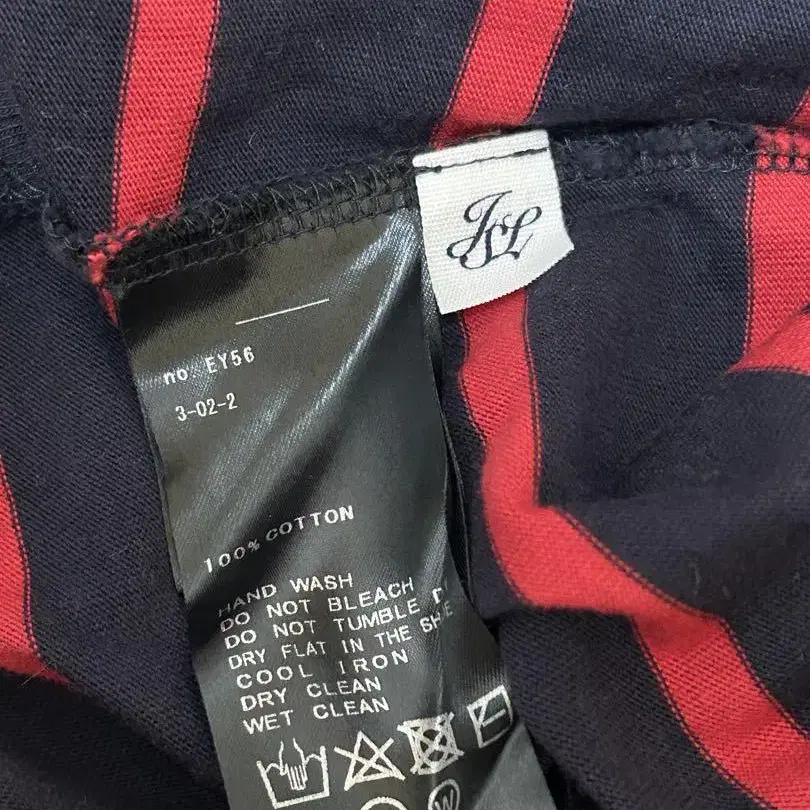 JSL
no. EY56
3-02-2
100% COTTON
HAND WASH
DO NOT BLEACH
DO NOT TUMBLE
DRY FLAT IN THE
COOL IRON
DRY CLEAN
WET CLEAN
W